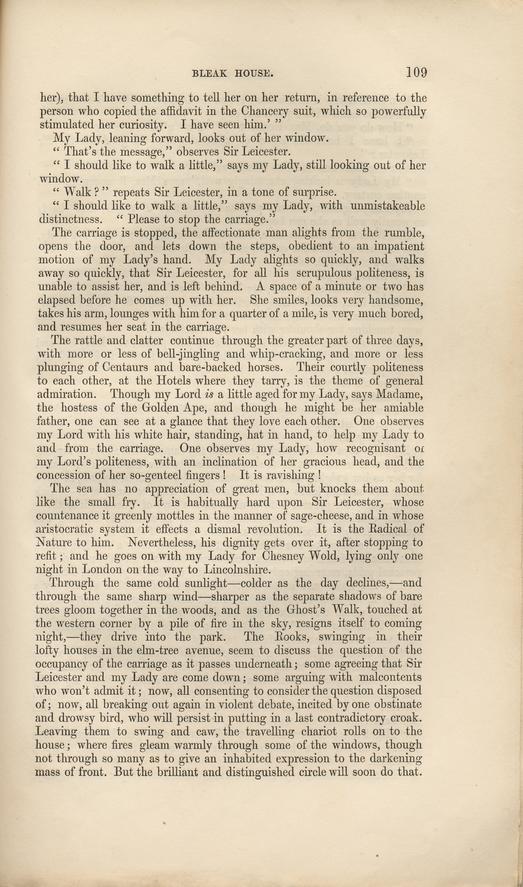 BLEAK HOUSE. 109
her), that I have something to tell her on her return, in reference to the
person who copied the affidavit in the Chancery suit, which so powerfully
stimulated her curiosity. I have seen him.' "
My Lady, leaning forward, looks out of her window.
" That's the message," observes Sir Leicester.
" I should like to walk a little," says my Lady, still looking out of her
window.
" Walk ? " repeats Sir Leicester, in a tone of surprise.
" I should like to walk a little," says my Lady, with unmistakeable
distinctness. " Please to stop the carriage."
The carriage is stopped, the affectionate man alights from the rumble,
opens the door, and lets down the steps, obedient to an impatient
motion of my Lady's hand. My Lady alights so quickly, and walks
away so quickly, that Sir Leicester, for all his scrupulous politeness, is
unable to assist her, and is left behind. A space of a minute or two has
elapsed before he comes up with her. She smiles, looks very handsome,
takes his arm, lounges with him for a quarter of a mile, is very much bored,
and resumes her seat in the carriage.
The rattle and clatter continue through the greater part of three days,
with more or less of bell-jingling and whip-cracking, and more or less
plunging of Centaurs and bare-backed horses. Their courtly politeness
to each other, at the Hotels where they tarry, is the theme of general
admiration. Though my Lord is a little aged for my Lady, says Madame,
the hostess of the Golden Ape, and though he might be her amiable
father, one can see at a glance that they love each other. One observes
my Lord with his white hair, standing, hat in hand, to help my Lady to
and from the carriage. One observes my Lady, how recognisant of
my Lord's politeness, with an inclination of her gracious head, and the
concession of her so-genteel fingers ! It is ravishing !
The sea has no appreciation of great men, but knocks them about
like the small fry. It is habitually hard upon Sir Leicester, whose
countenance it greenly mottles in the manner of sage-cheese, and in whose
aristocratic system it effects a dismal revolution. It is the Radical of
Nature to him. Nevertheless, his dignity gets over it, after stopping to
refit ; and he goes on with my Lady for Chesney Wold, lying only one
night in London on the way to Lincolnshire.
Through the same cold sunlight—colder as the day declines,—and
through the same sharp wind—sharper as the separate shadows of bare
trees gloom together in the woods, and as the Ghost's Walk, touched at
the western corner by a pile of fire in the sky, resigns itself to coming
night,—they drive into the park. The Rooks, swinging in their
lofty houses in the elm-tree avenue, seem to discuss the question of the
occupancy of the carriage as it passes underneath ; some agreeing that Sir
Leicester and my Lady are come down ; some arguing with malcontents
who won't admit it ; now, all consenting to consider the question disposed
of ; now, all breaking out again in violent debate, incited by one obstinate
and drowsy bird, who will persist in putting in a last contradictory croak.
Leaving them to swing and caw, the travelling chariot rolls on to the
house ; where fires gleam warmly through some of the windows, though
not through so many as to give an inhabited expression to the darkening
mass of front. But the brilliant and distinguished circle will soon do that.